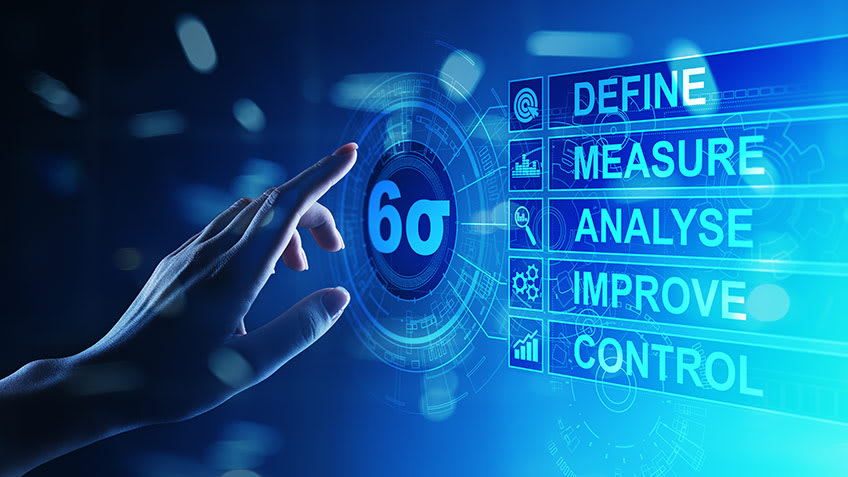 6σ
DEFINE
MEASURE
ANALYSE
IMPROVE
CONTROL